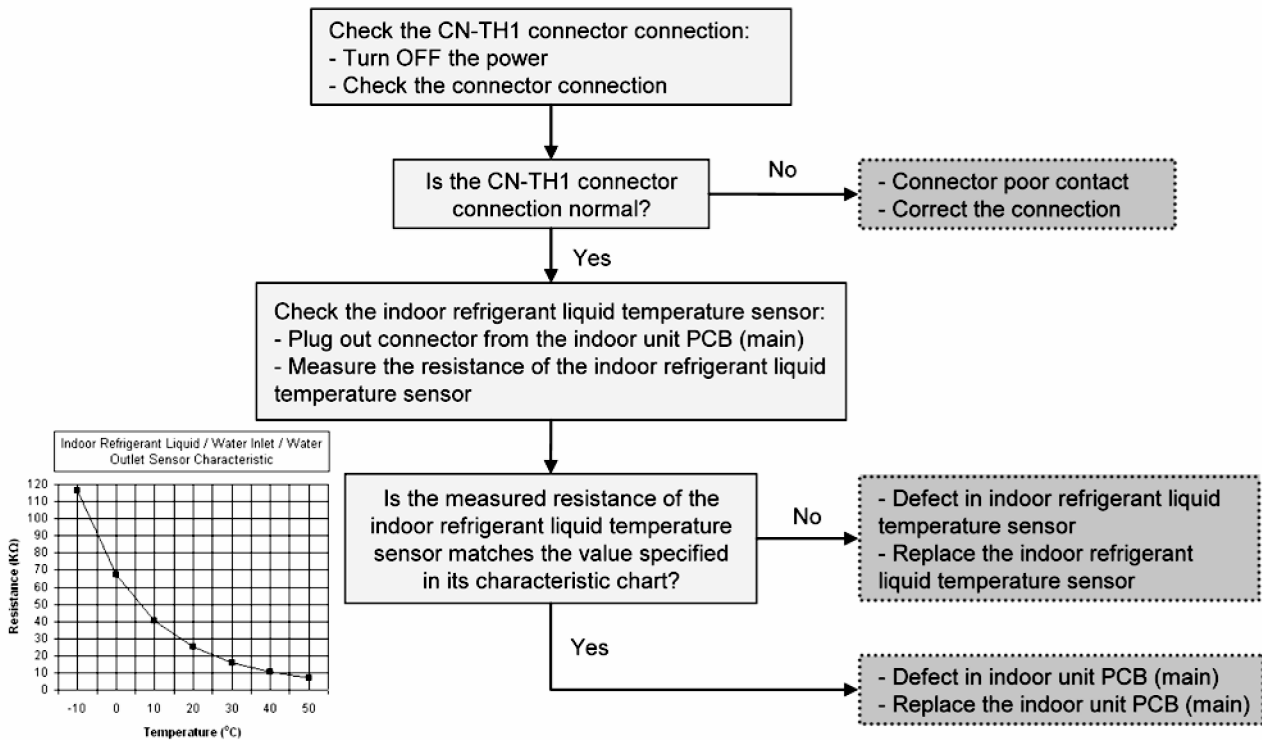 Check the CN-TH1 connector connection:
- Turn OFF the power
- Check the connector connection
Is the CN-TH1 connector
connection normal?
No
- Connector poor contact
- Correct the connection
Yes
Check the indoor refrigerant liquid temperature sensor:
- Plug out connector from the indoor unit PCB (main)
- Measure the resistance of the indoor refrigerant liquid
temperature sensor
Indoor Refrigerant Liquid / Water Inlet / Water
Outlet Sensor Characteristic
Resistance (KΩ)
120
110
100
90
80
70
60
50
40
30
20
10
0
-10 0 10 20 30 40 50
Temperature (°C)
Is the measured resistance of the
indoor refrigerant liquid temperature
sensor matches the value specified
in its characteristic chart?
No
- Defect in indoor refrigerant liquid
temperature sensor
- Replace the indoor refrigerant
liquid temperature sensor
Yes
- Defect in indoor unit PCB (main)
- Replace the indoor unit PCB (main)